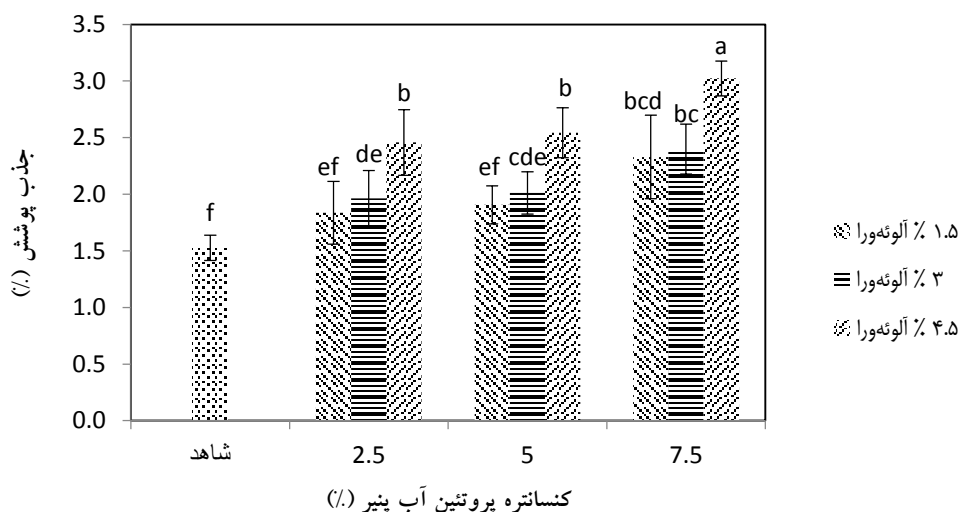 3.5
3.0
2.5
2.0
1.5
1.0
0.5
0.0
جذب پوشش (٪)
f
ef
de
b
ef
cde
b
bcd
bc
a
شاهد
2.5
5
7.5
کنسانتره پروتئین آب پنیر (٪)
۱.۵ ٪ آلوئه‌ورا
۳ ٪ آلوئه‌ورا
۴.۵ ٪ آلوئه‌ورا